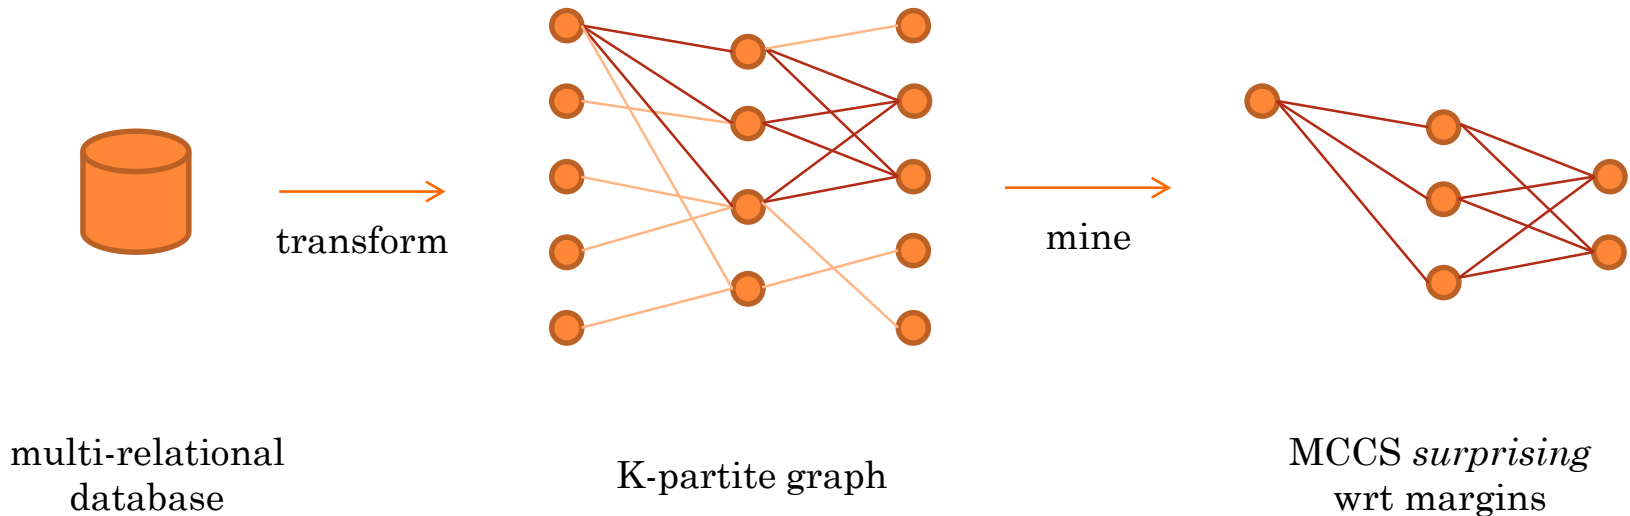 transform
mine
multi-relational
database
K-partite graph
MCCS surprising
wrt margins